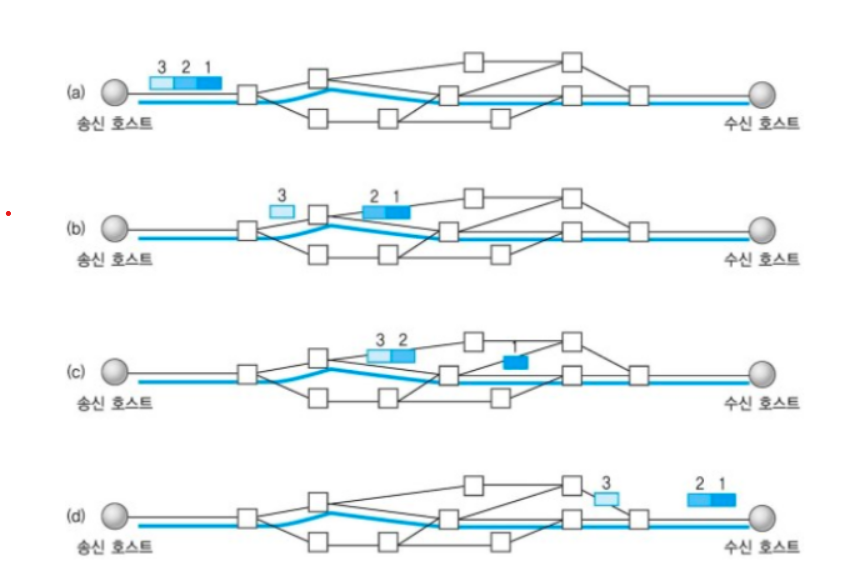 3 2 1
(a)
송신 호스트 수신 호스트
3 2 1
(b)
송신 호스트 수신 호스트
3 2 1
(c)
송신 호스트 수신 호스트
3 2 1
(d)
송신 호스트 수신 호스트